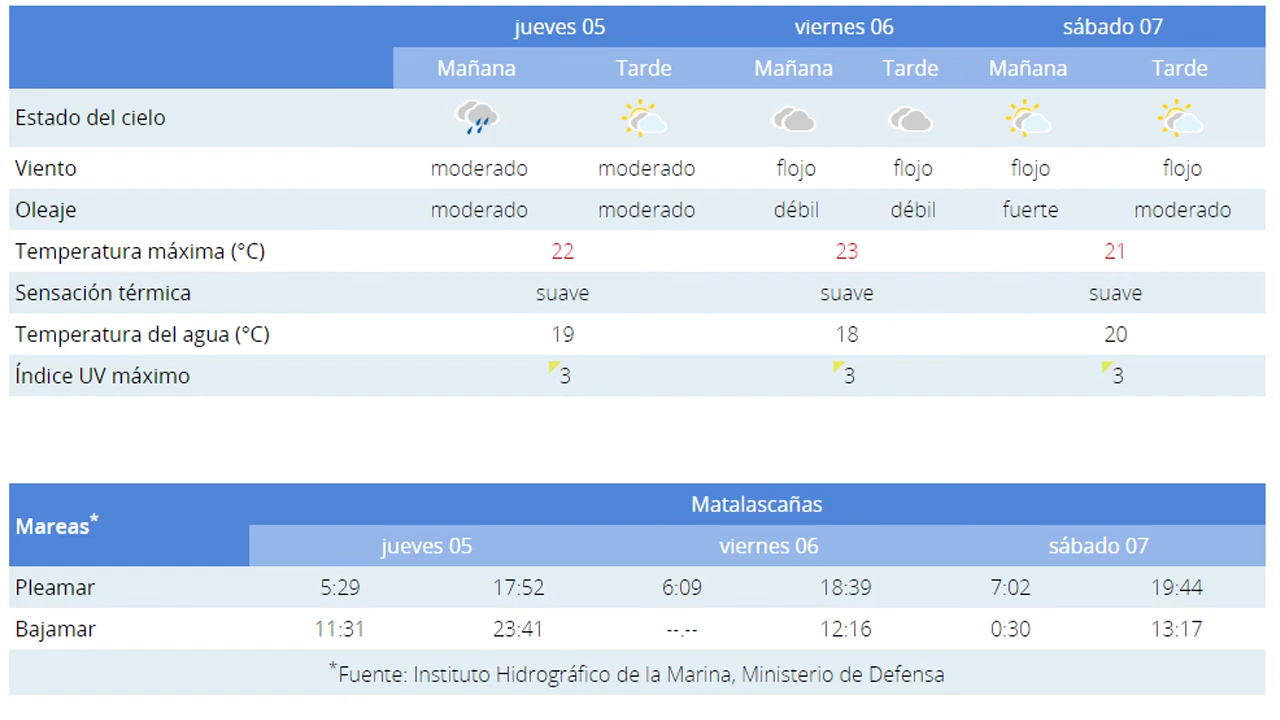 jueves 05 viernes 06 sábado 07
Mañana Tarde Mañana Tarde Mañana Tarde
Estado del cielo
Viento moderado moderado flojo flojo flojo flojo
Oleaje moderado moderado débil débil fuerte moderado
Temperatura máxima (°C) 22 23 21
Sensación térmica suave suave suave
Temperatura del agua (°C) 19 18 20
Índice UV máximo 3 3 3
Matalascañas
Mareas*
jueves 05 viernes 06 sábado 07
Pleamar 5:29 17:52 6:09 18:39 7:02 19:44
Bajamar 11:31 23:41 --.-- 12:16 0:30 13:17
*Fuente: Instituto Hidrográfico de la Marina, Ministerio de Defensa